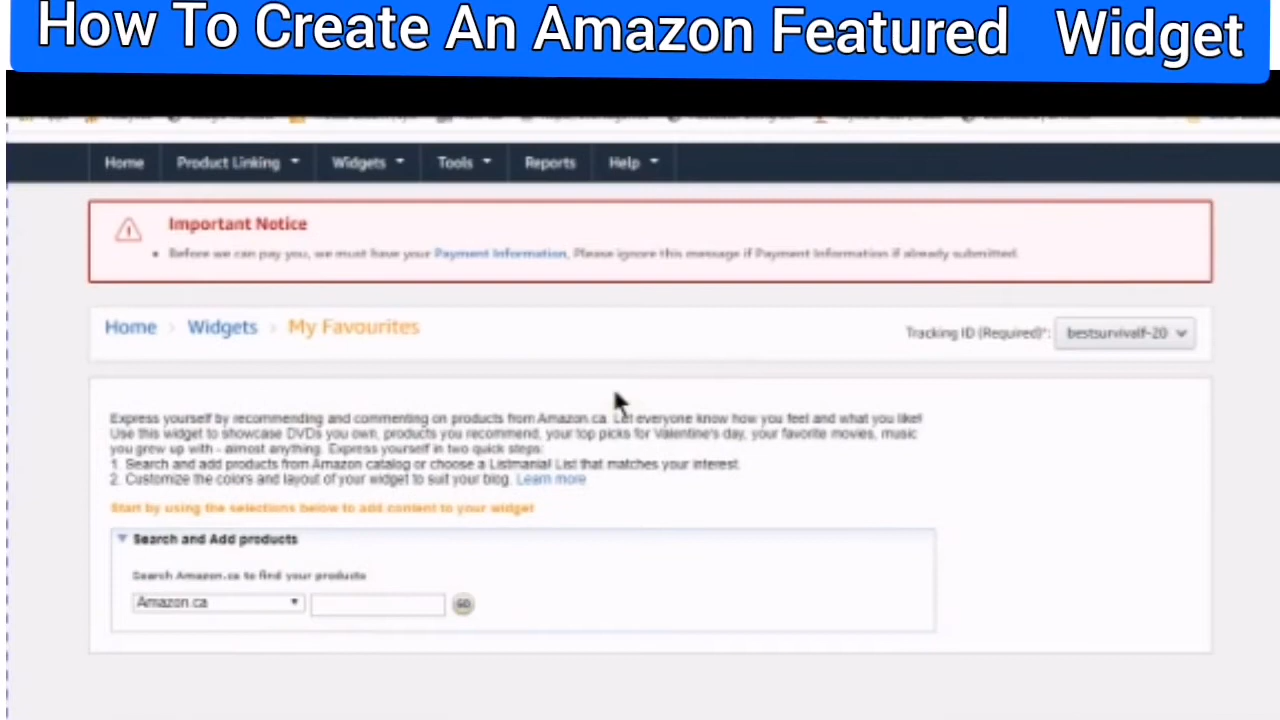 How To Create An Amazon Featured Widget
Home Product Linking Widgets Tools Reports Help
Important Notice
Before we can pay you, we must have your Payment Information. Please ignore this message if Payment Information if already submitted.
Home > Widgets > My Favourites
Tracking ID (Required)*: bestsurvivalf-20
Express yourself by recommending and commenting on products from Amazon.ca. Let everyone know how you feel and what you like!
Use this widget to showcase DVDs you own, products you recommend, your top picks for Valentine's day, your favorite movies, music
you grew up with - almost anything. Express yourself in two quick steps:
1. Search and add products from Amazon catalog or choose a Listmania! List that matches your interest.
2. Customize the colors and layout of your widget to suit your blog. Learn more
Start by using the selections below to add content to your widget
Search and Add products
Search Amazon.ca to find your products
Amazon.ca GO